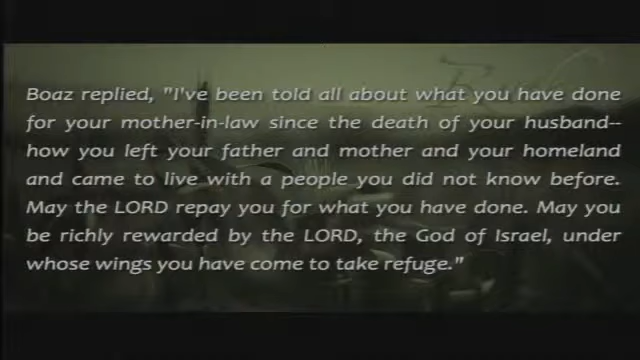 Boaz replied, "I've been told all about what you have done
for your mother-in-law since the death of your husband--
how you left your father and mother and your homeland
and came to live with a people you did not know before.
May the LORD repay you for what you have done. May you
be richly rewarded by the LORD, the God of Israel, under
whose wings you have come to take refuge."